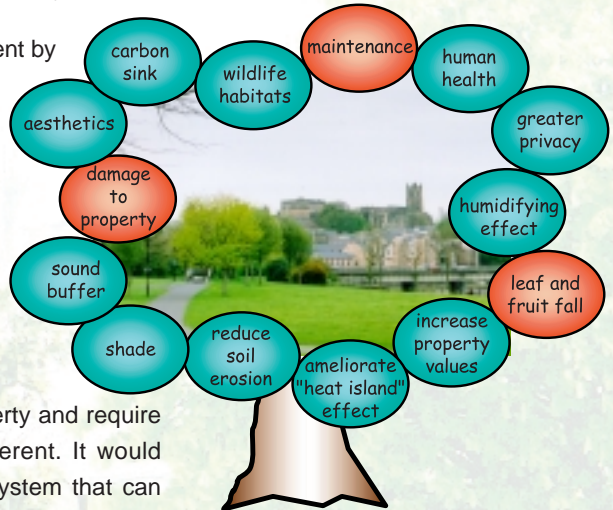 ent by
carbon
sink
wildlife
habitats
maintenance
human
health
greater
privacy
aesthetics
damage
to
property
humidifying
effect
sound
buffer
leaf and
fruit fall
shade
reduce
soil
erosion
ameliorate
"heat island"
effect
increase
property
values
erty and require
erent. It would
ystem that can